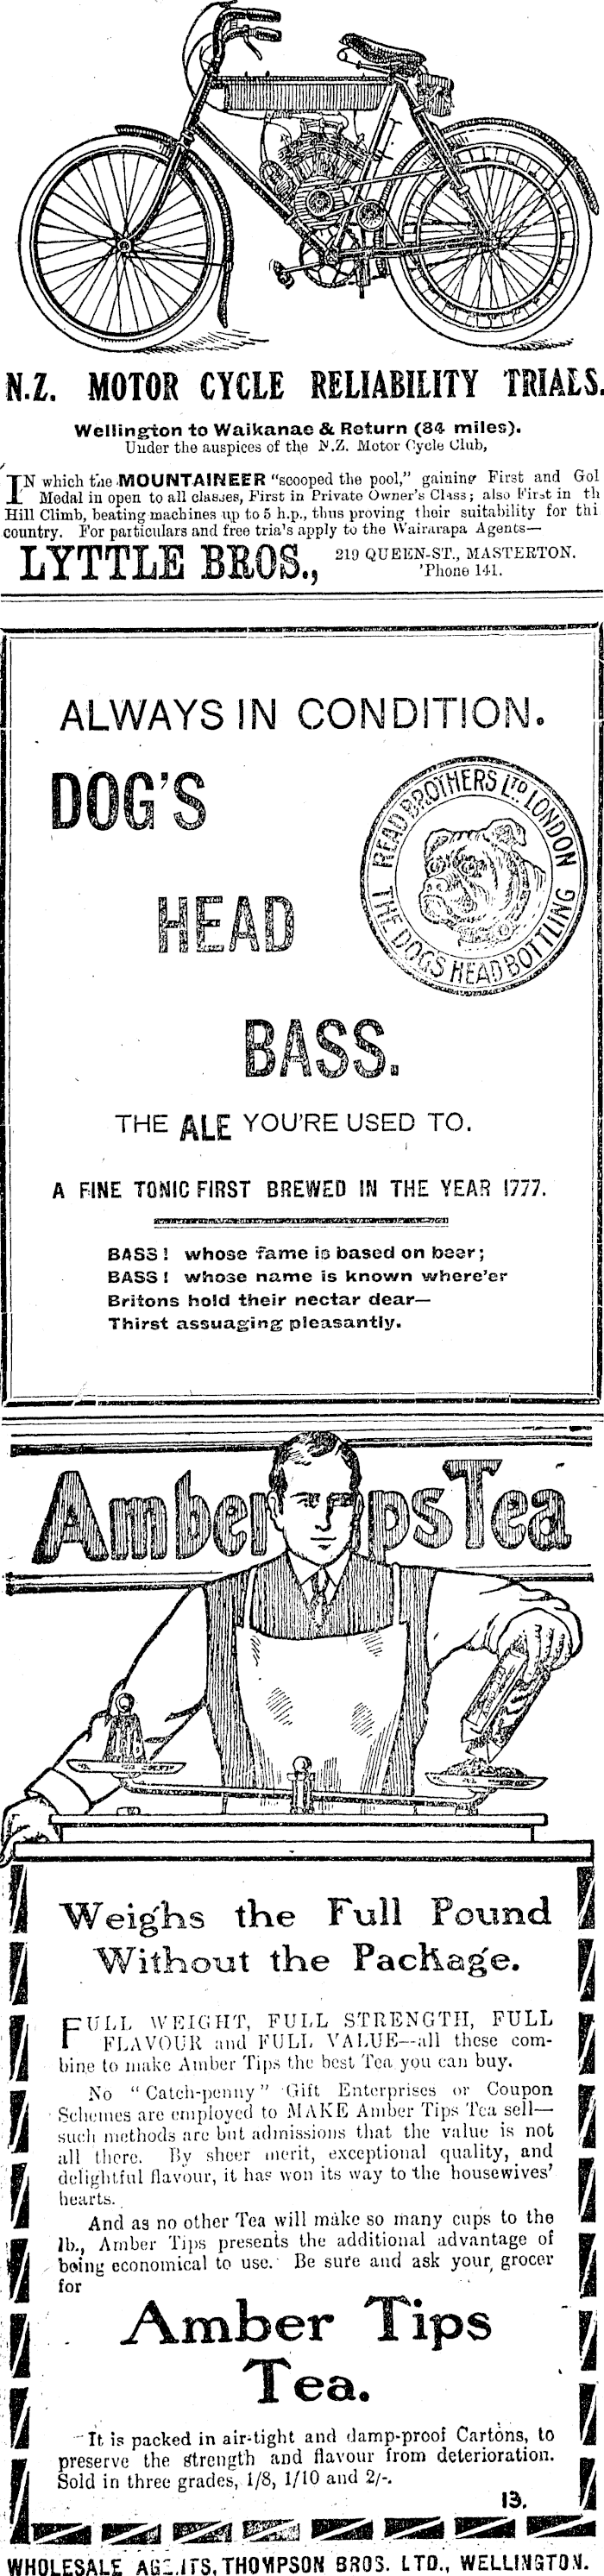 N.Z. MOTOR CYCLE RELIABILITY TRIALS.
Wellington to Waikanae & Return (84 miles).
Under the auspices of the N.Z. Motor Cycle Club,
IN which the MOUNTAINEER "scooped the pool," gaining First and Gol
Medal in open to all classes, First in Private Owner's Class; also First in th
Hill Climb, beating machines up to 5 h.p., thus proving their suitability for thi
country. For particulars and free tria's apply to the Wairarapa Agents—
LYTTLE BROS., 219 QUEEN-ST., MASTERTON.
'Phone 141.
ALWAYS IN CONDITION.
DOG'S
HEAD
BASS.
READ BROTHERS LTD. LONDON
THE DOGS HEAD BOTTLING
THE ALE YOU'RE USED TO.
A FINE TONIC FIRST BREWED IN THE YEAR 1777.
BASS! whose fame is based on beer;
BASS! whose name is known where'er
Britons hold their nectar dear—
Thirst assuaging pleasantly.
Amber ips Tea
Weighs the Full Pound
Without the Package.
FULL WEIGHT, FULL STRENGTH, FULL
FLAVOUR and FULL VALUE—all these com-
bine to make Amber Tips the best Tea you can buy.
No "Catch-penny" Gift Enterprises or Coupon
Schemes are employed to MAKE Amber Tips Tea sell—
such methods are but admissions that the value is not
all there. By sheer merit, exceptional quality, and
delightful flavour, it has won its way to the housewives'
hearts.
And as no other Tea will make so many cups to the
lb., Amber Tips presents the additional advantage of
being economical to use. Be sure and ask your grocer
for
Amber Tips
Tea.
It is packed in air-tight and damp-proof Cartons, to
preserve the strength and flavour from deterioration.
Sold in three grades, 1/8, 1/10 and 2/-.
13.
WHOLESALE AGENTS, THOMPSON BROS. LTD., WELLINGTON.